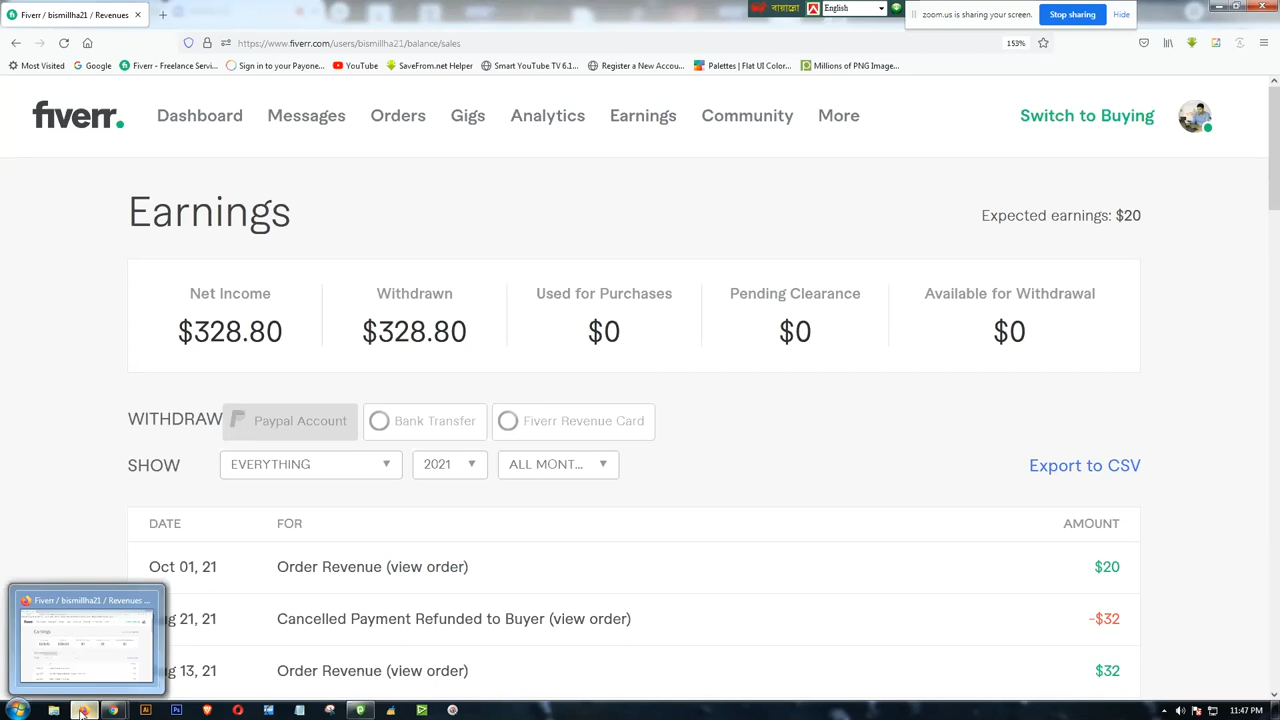 Fiverr / bismillha21 / Revenues
বায়ান্নো
English
zoom.us is sharing your screen.
Stop sharing
Hide
https://www.fiverr.com/users/bismillha21/balance/sales
153%
Most Visited
Google
Fiverr - Freelance Servi...
Sign in to your Payone...
YouTube
SaveFrom.net Helper
Smart YouTube TV 6.1...
Register a New Accou...
Palettes | Flat UI Color...
Millions of PNG Image...
fiverr.
Dashboard
Messages
Orders
Gigs
Analytics
Earnings
Community
More
Switch to Buying
Earnings
Expected earnings: $20
Net Income
Withdrawn
Used for Purchases
Pending Clearance
Available for Withdrawal
$328.80
$328.80
$0
$0
$0
WITHDRAW
Paypal Account
Bank Transfer
Fiverr Revenue Card
SHOW
EVERYTHING
2021
ALL MONT...
Export to CSV
DATE
FOR
AMOUNT
Oct 01, 21
Order Revenue (view order)
$20
Fiverr / bismillha21 / Revenues ...
21, 21
Cancelled Payment Refunded to Buyer (view order)
-$32
13, 21
Order Revenue (view order)
$32
11:47 PM